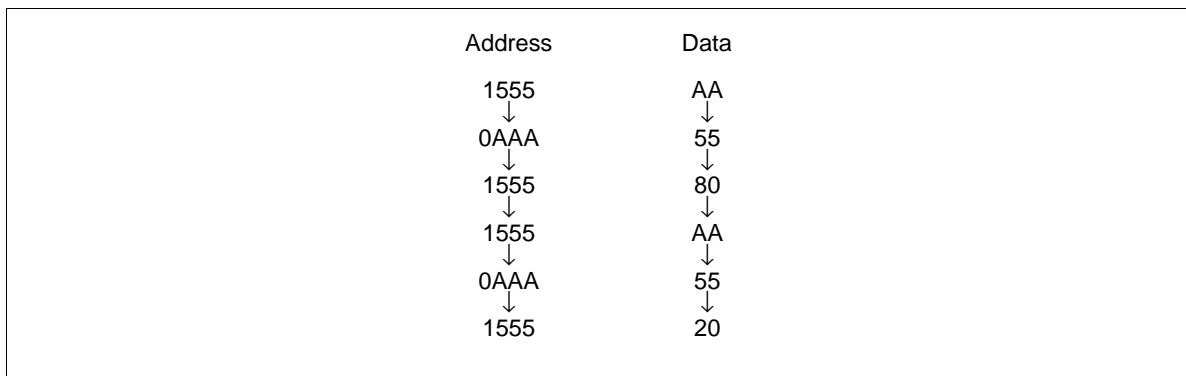 Address Data
1555 AA
↓ ↓
0AAA 55
↓ ↓
1555 80
↓ ↓
1555 AA
↓ ↓
0AAA 55
↓ ↓
1555 20